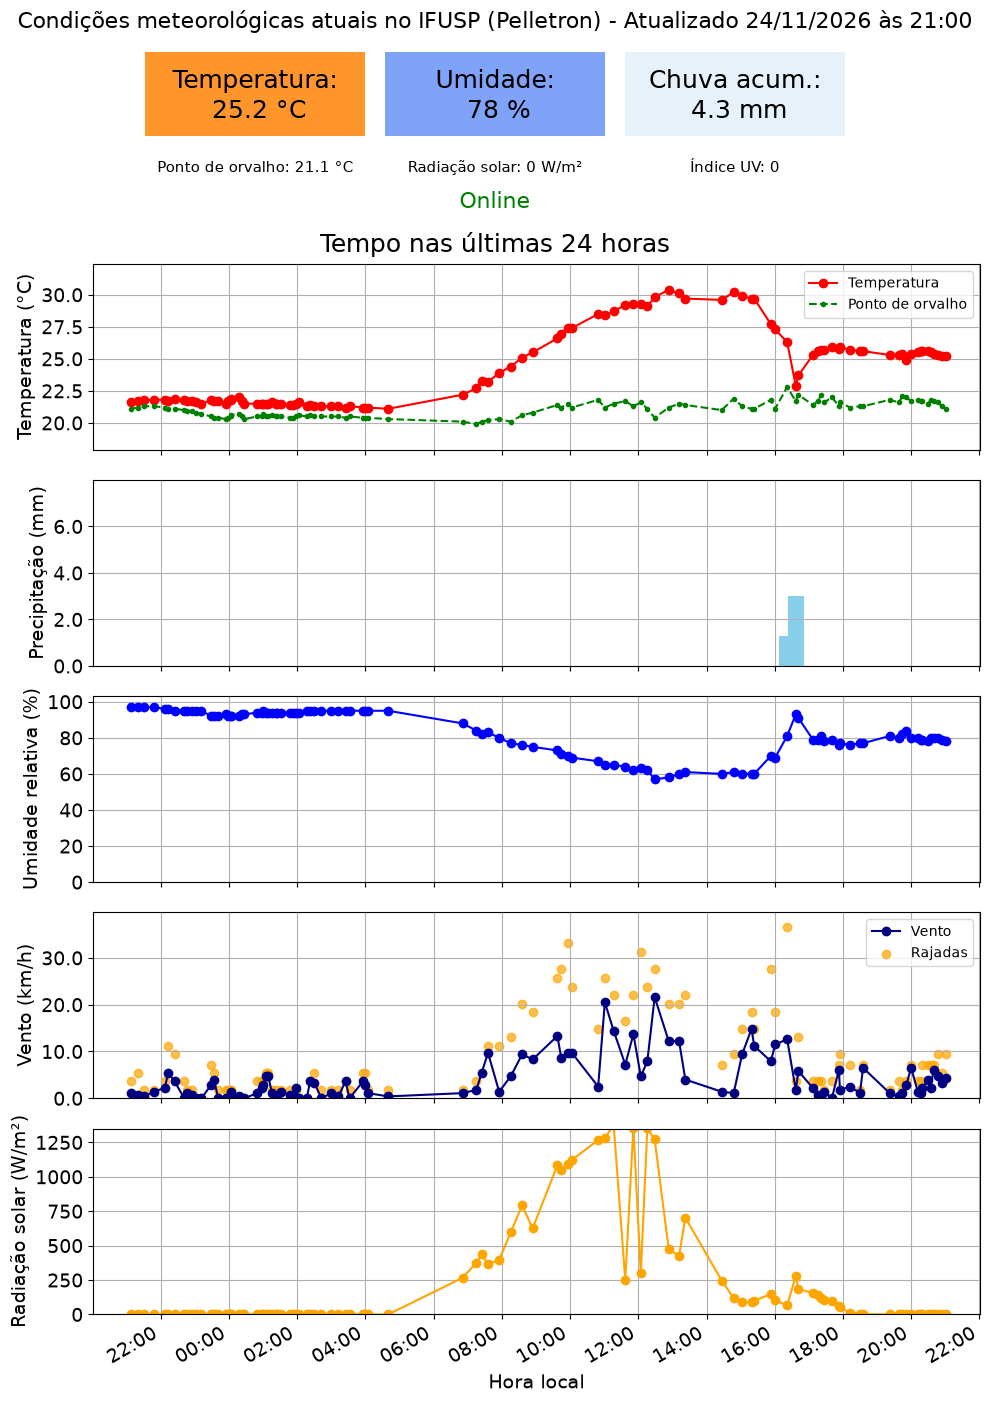 Condições meteorológicas atuais no IFUSP (Pelletron) - Atualizado 24/11/2026 às 21:00
Temperatura:
25.2 °C
Umidade:
78 %
Chuva acum.:
4.3 mm
Ponto de orvalho: 21.1 °C
Radiação solar: 0 W/m²
Índice UV: 0
Online
Tempo nas últimas 24 horas
Temperatura (°C)
30.0
27.5
25.0
22.5
20.0
Temperatura
Ponto de orvalho
Precipitação (mm)
6.0
4.0
2.0
0.0
Umidade relativa (%)
100
80
60
40
20
0
Vento (km/h)
30.0
20.0
10.0
0.0
Vento
Rajadas
Radiação solar (W/m²)
1250
1000
750
500
250
0
22:00
00:00
02:00
04:00
06:00
08:00
10:00
12:00
14:00
16:00
18:00
20:00
22:00
Hora local